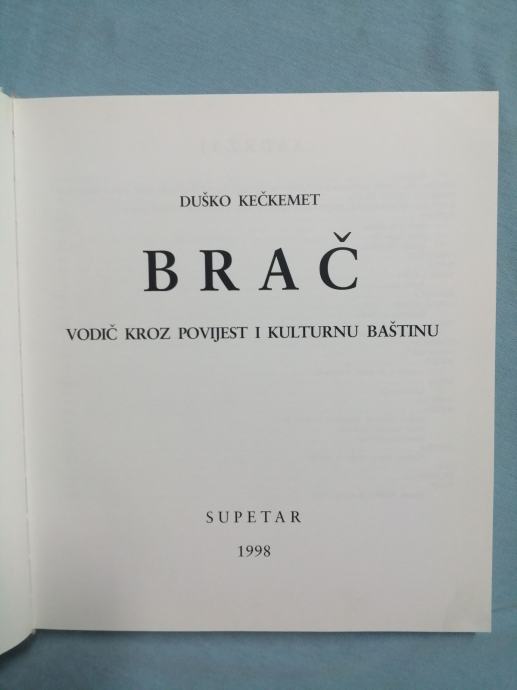 DUŠKO KEČKEMET
BRAČ
VODIČ KROZ POVIJEST I KULTURNU BAŠTINU
SUPETAR
1998